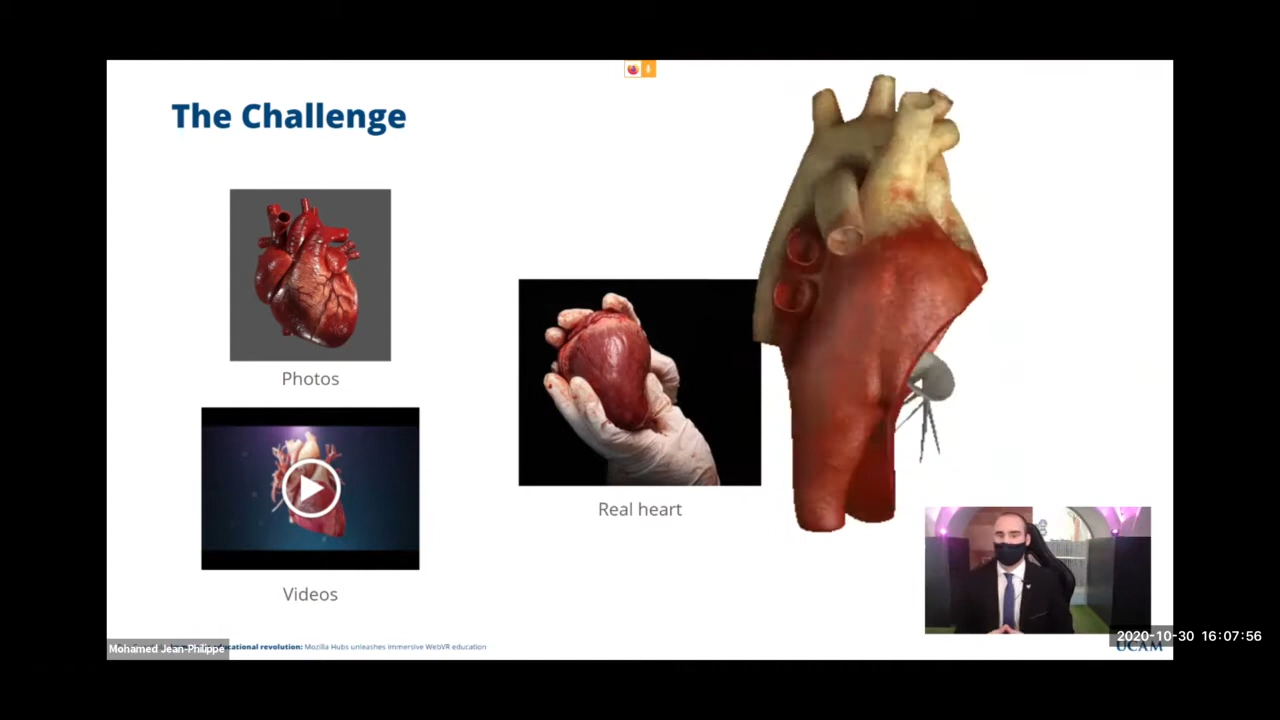 The Challenge
Photos
Real heart
Videos
Mohamed Jean-Philippe
cational revolution: Mozilla Hubs unleashes immersive WebVR education
2020-10-30 16:07:56
UCAM